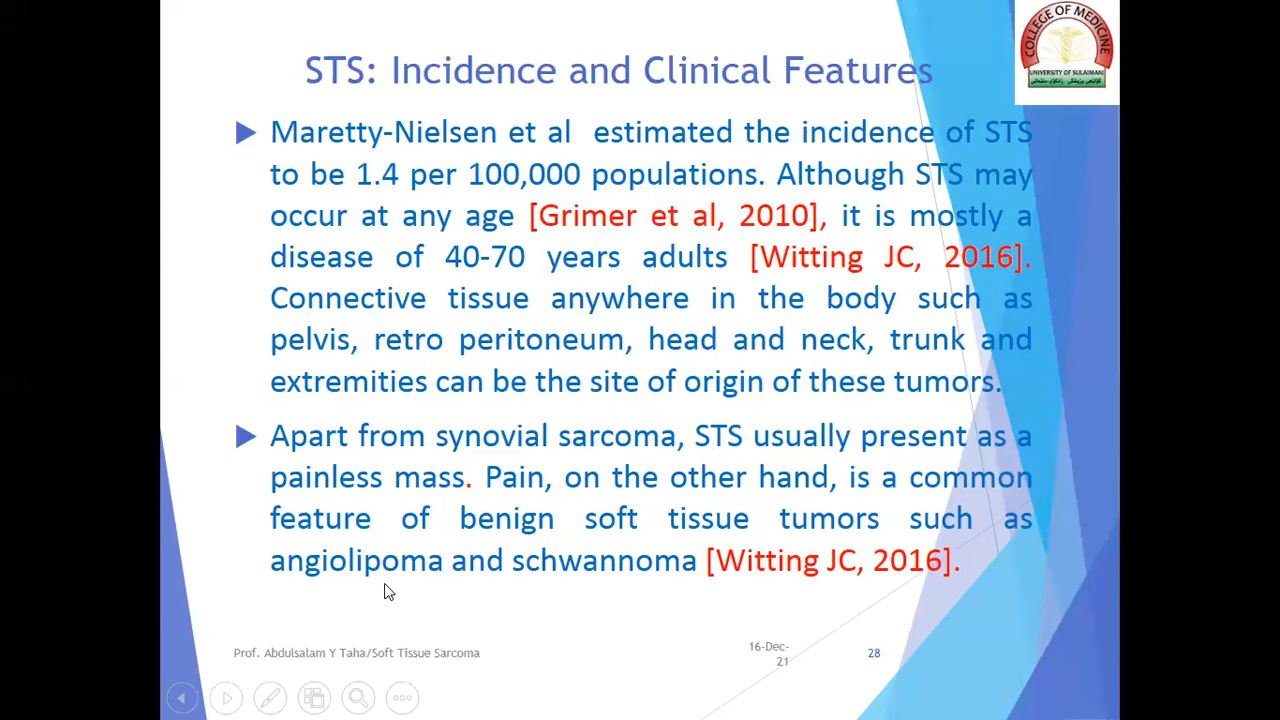 COLLEGE OF MEDICINE
UNIVERSITY OF SULAIMANI
STS: Incidence and Clinical Features
Maretty-Nielsen et al estimated the incidence of STS
to be 1.4 per 100,000 populations. Although STS may
occur at any age [Grimer et al, 2010], it is mostly a
disease of 40-70 years adults [Witting JC, 2016].
Connective tissue anywhere in the body such as
pelvis, retro peritoneum, head and neck, trunk and
extremities can be the site of origin of these tumors.
Apart from synovial sarcoma, STS usually present as a
painless mass. Pain, on the other hand, is a common
feature of benign soft tissue tumors such as
angiolipoma and schwannoma [Witting JC, 2016].
Prof. Abdulsalam Y Taha/Soft Tissue Sarcoma
16-Dec-
21
28